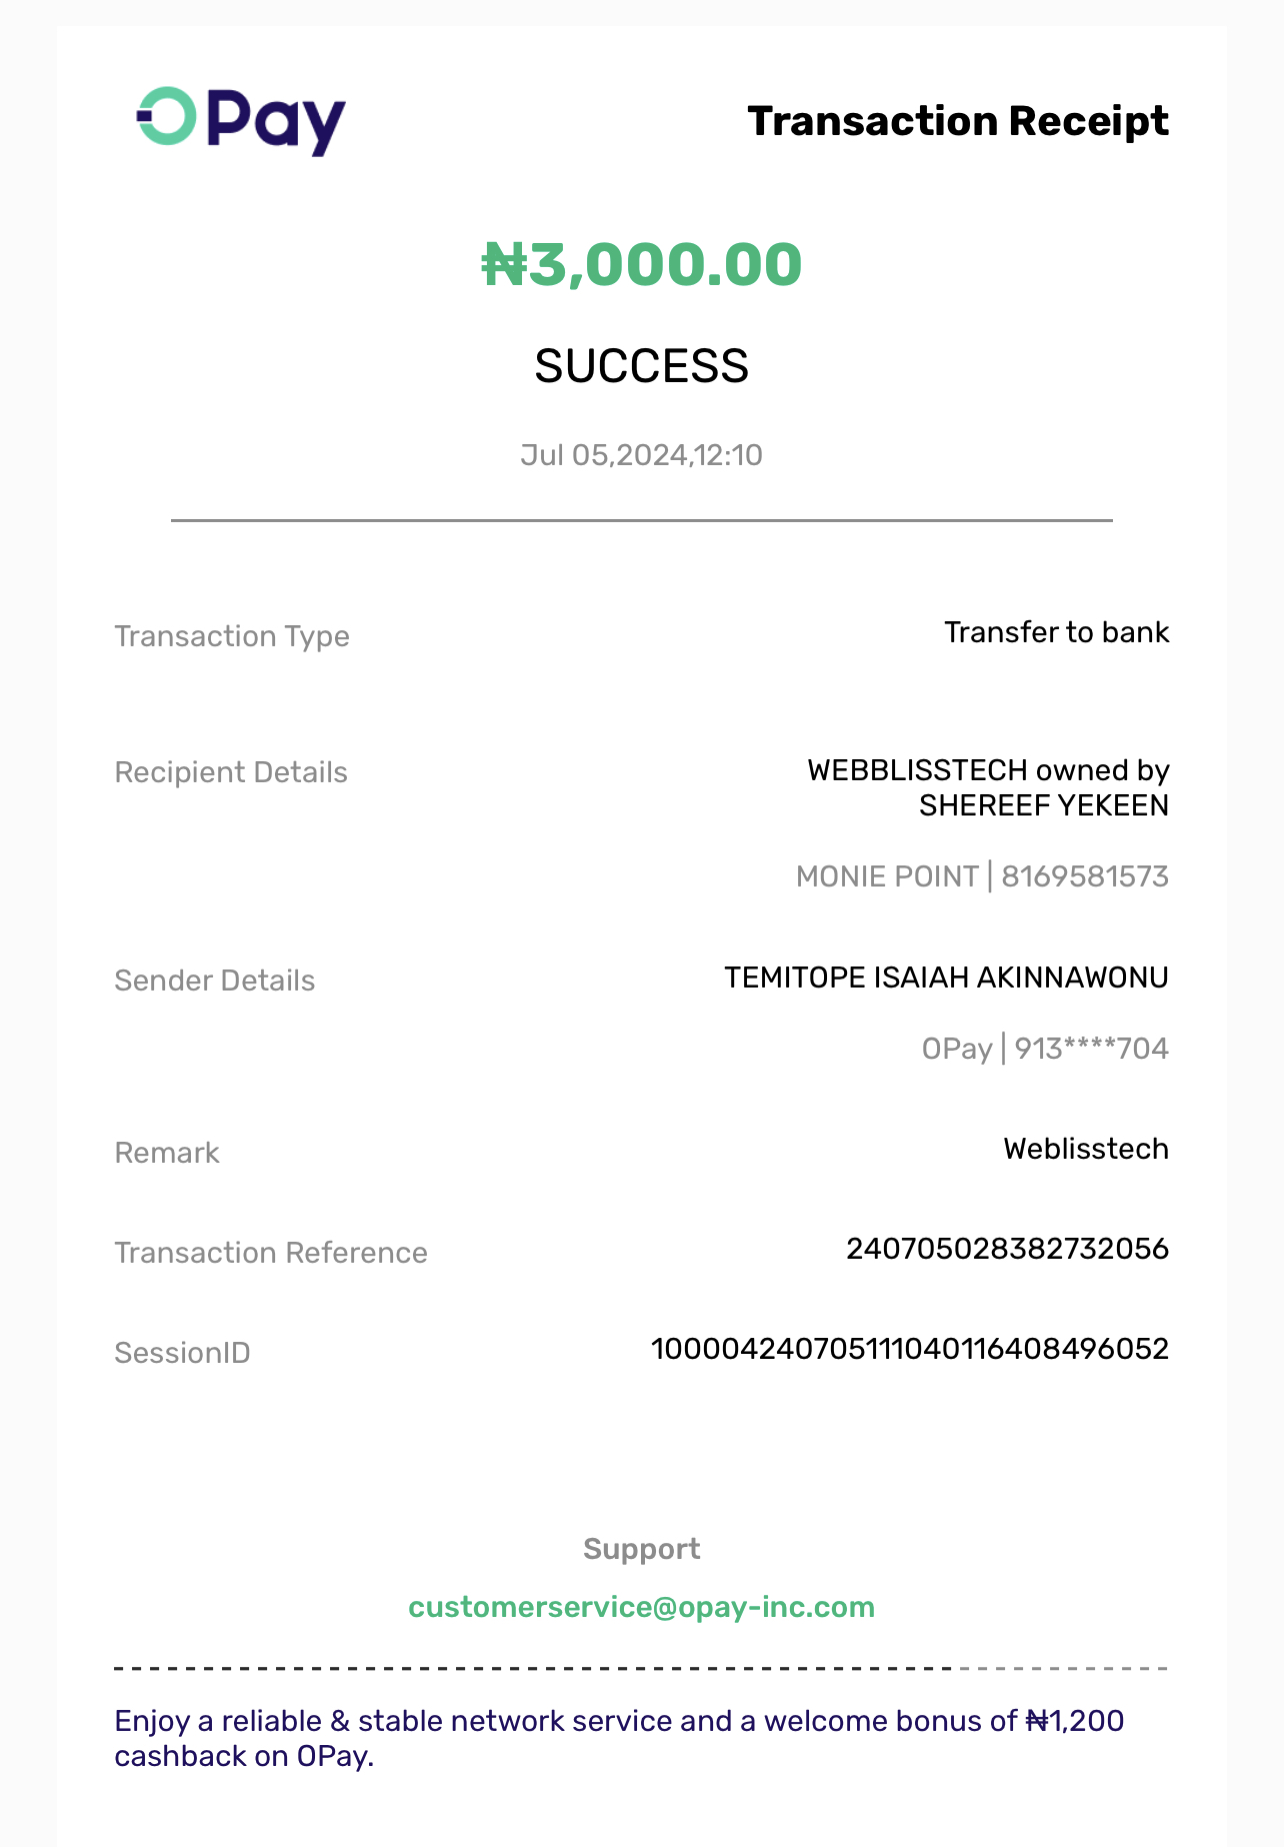 OPay
Transaction Receipt
₦3,000.00
SUCCESS
Jul 05,2024,12:10
Transaction Type
Transfer to bank
Recipient Details
WEBBLISSTECH owned by
SHEREEF YEKEEN
MONIE POINT | 8169581573
Sender Details
TEMITOPE ISAIAH AKINNAWONU
OPay | 913****704
Remark
Weblisstech
Transaction Reference
240705028382732056
SessionID
100004240705111040116408496052
Support
customerservice@opay-inc.com
Enjoy a reliable & stable network service and a welcome bonus of ₦1,200
cashback on OPay.